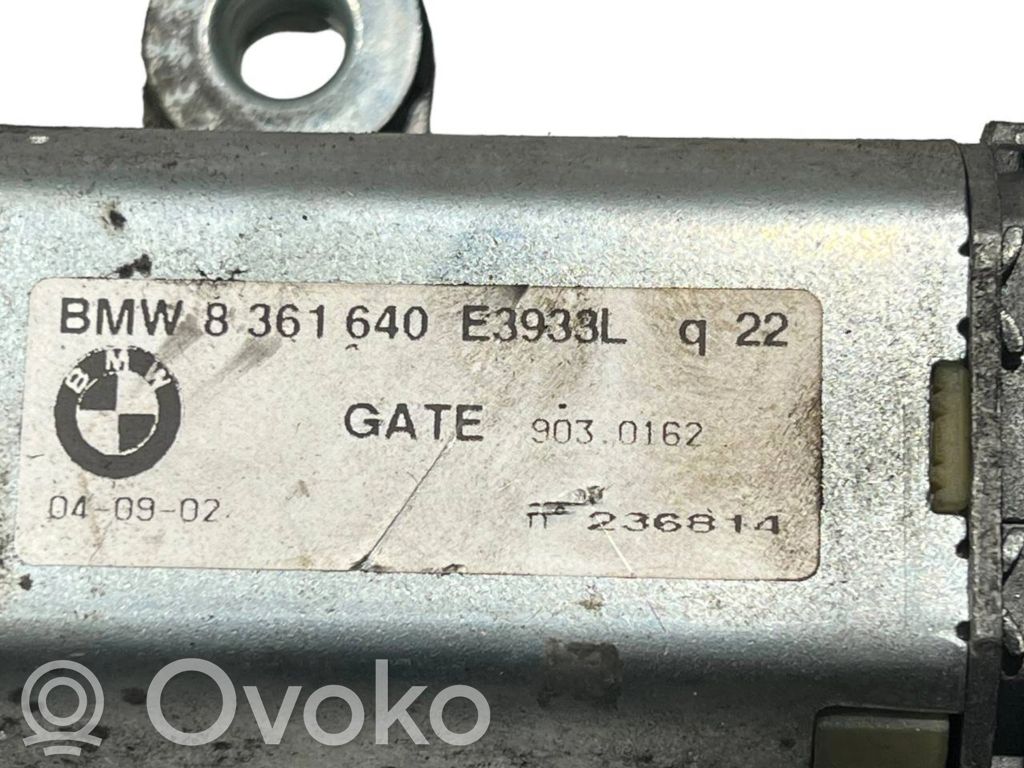 BMW 8 361 640 E3933L q 22
BMW
GATE 903.0162
04-09-02
236814
Ovoko